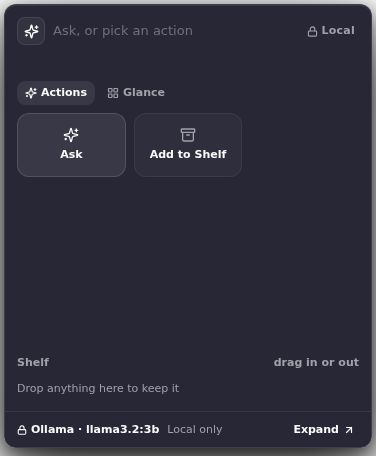 Ask, or pick an action Local
Actions Glance
Ask Add to Shelf
Shelf drag in or out
Drop anything here to keep it
Ollama · llama3.2:3b Local only Expand